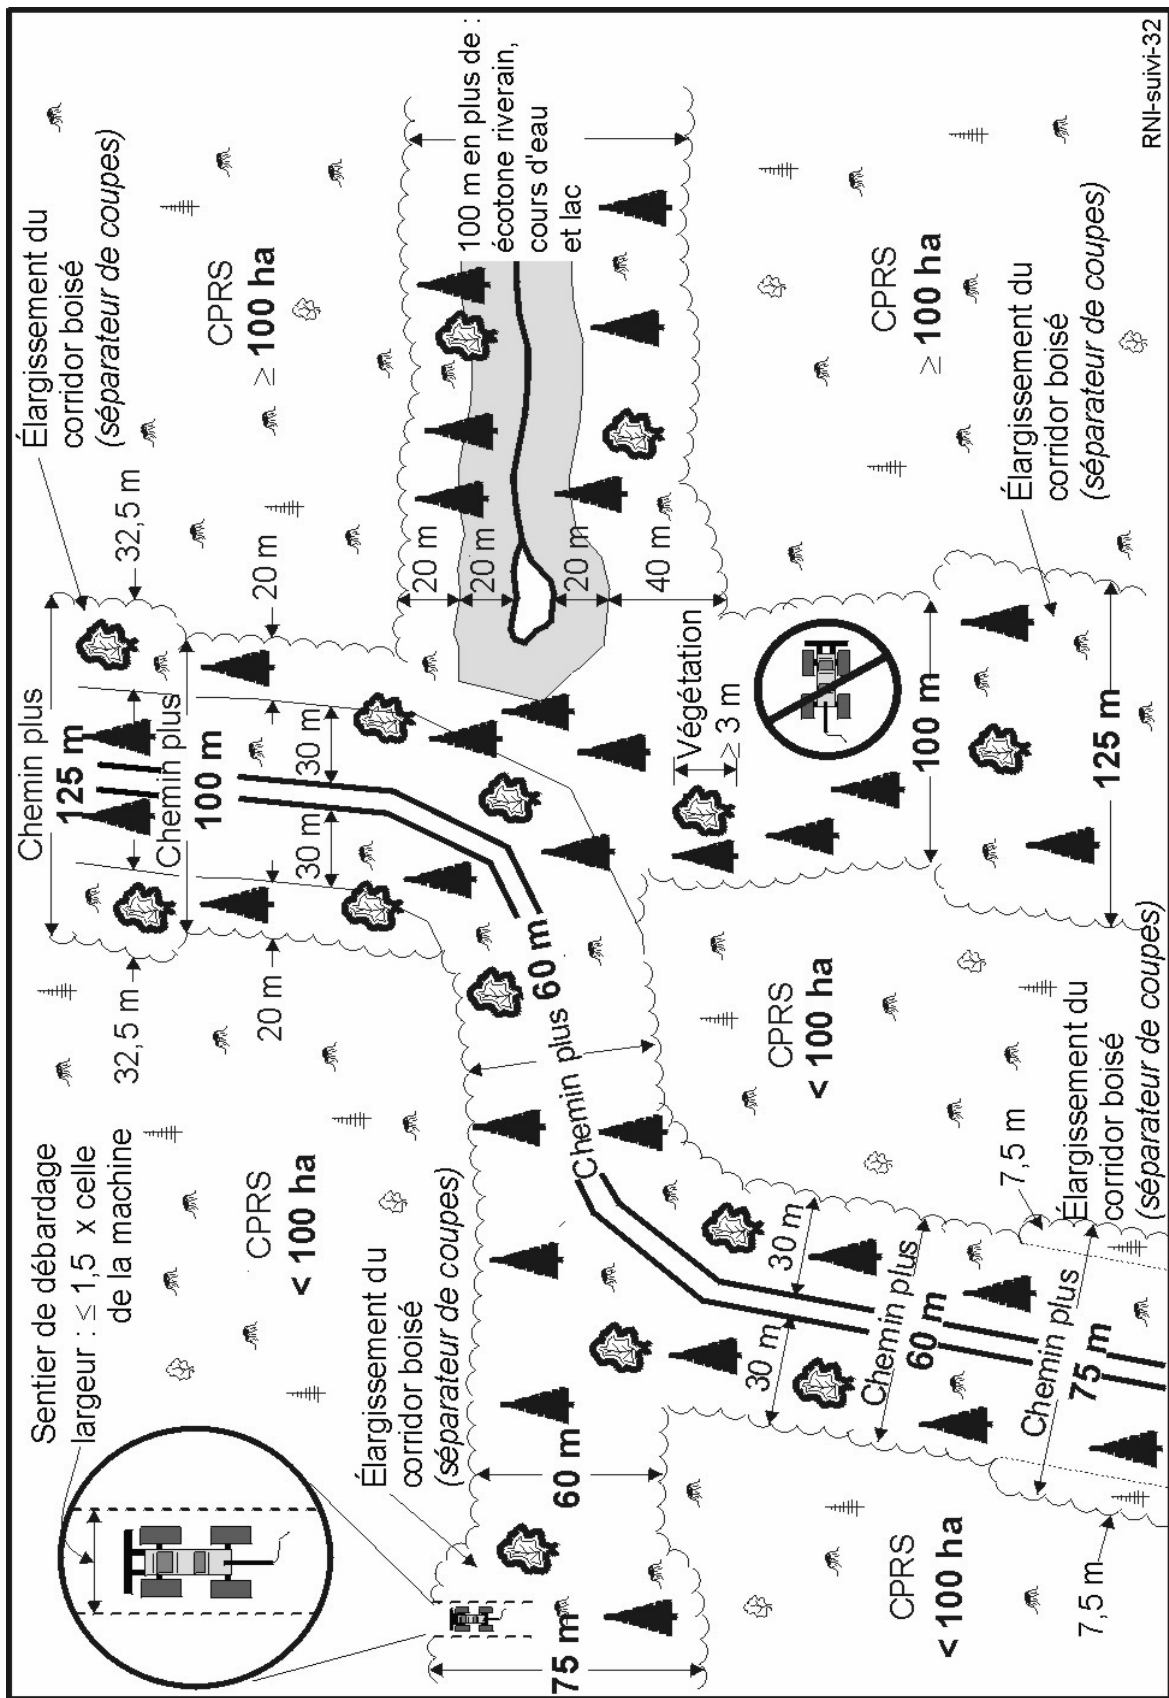 Sentier de débardage
largeur : ≤ 1,5 x celle
de la machine
CPRS
< 100 ha
Élargissement du
corridor boisé
(séparateur de coupes)
75 m
60 m
32,5 m
20 m
Chemin plus
125 m
Chemin plus
100 m
30 m
30 m
32,5 m
20 m
Élargissement du
corridor boisé
(séparateur de coupes)
CPRS
≥ 100 ha
Chemin plus 60 m
20 m
20 m
20 m
40 m
100 m en plus de :
écotone riverain,
cours d'eau
et lac
Végétation
≥ 3 m
30 m
30 m
Chemin plus
60 m
Chemin plus
75 m
7,5 m
7,5 m
CPRS
< 100 ha
CPRS
< 100 ha
Élargissement du
corridor boisé
(séparateur de coupes)
100 m
125 m
CPRS
≥ 100 ha
Élargissement du
corridor boisé
(séparateur de coupes)
RNI-suivi-32